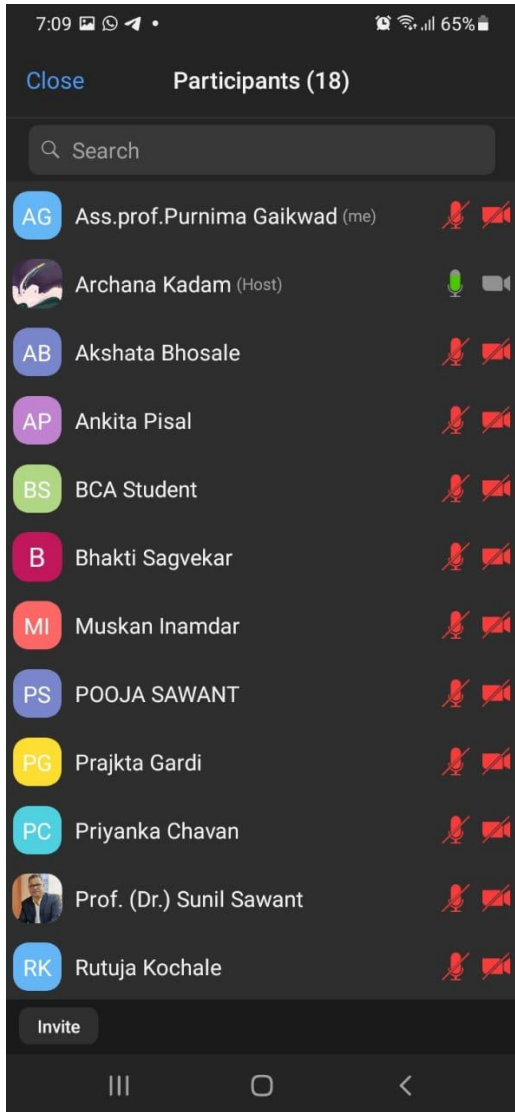 7:09 65%
Close Participants (18)
Search
AG Ass.prof.Purnima Gaikwad (me)
Archana Kadam (Host)
AB Akshata Bhosale
AP Ankita Pisal
BS BCA Student
B Bhakti Sagvekar
MI Muskan Inamdar
PS POOJA SAWANT
PG Prajkta Gardi
PC Priyanka Chavan
Prof. (Dr.) Sunil Sawant
RK Rutuja Kochale
Invite